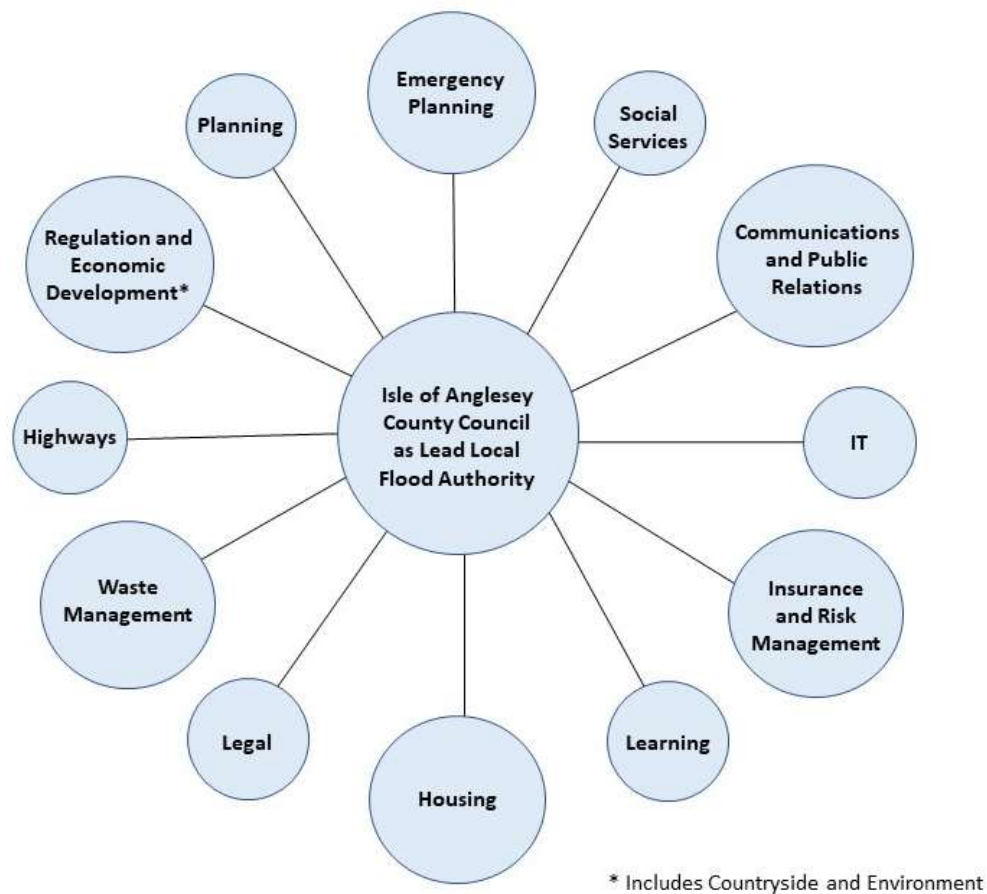 Emergency
Planning
Social
Services
Planning
Communications
and Public
Relations
Regulation and
Economic
Development*
Isle of Anglesey
County Council
as Lead Local
Flood Authority
Highways
IT
Waste
Management
Insurance
and Risk
Management
Legal
Learning
Housing
* Includes Countryside and Environment